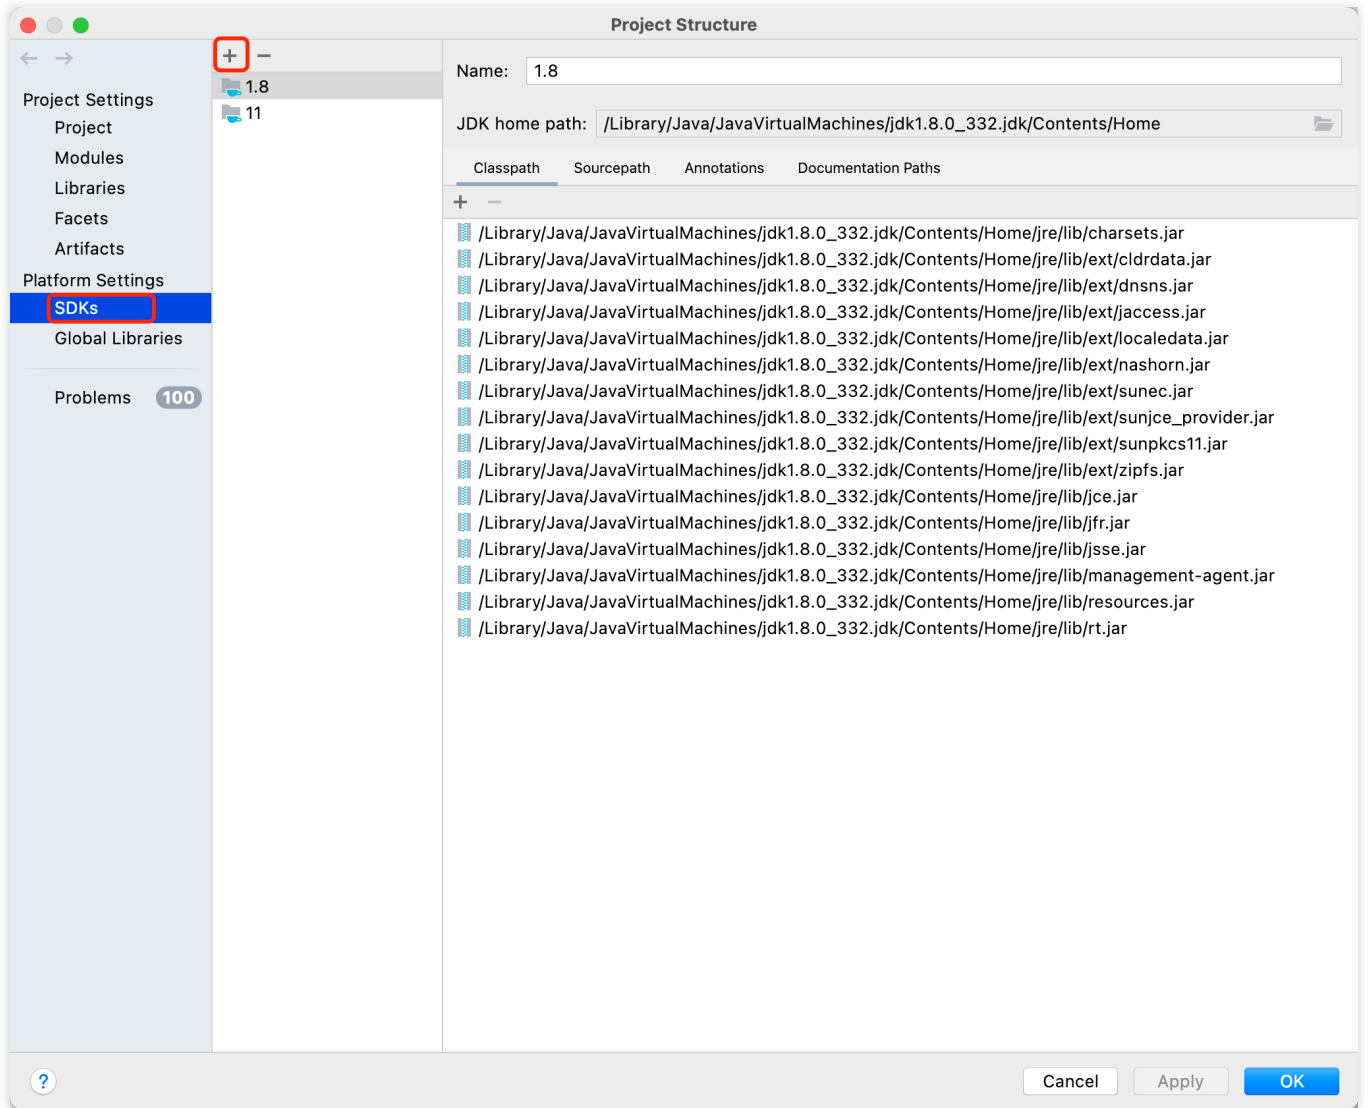 Project Structure
Project Settings
Project
Modules
Libraries
Facets
Artifacts
Platform Settings
SDKs
Global Libraries
Problems 100
1.8
11
Name: 1.8
JDK home path: /Library/Java/JavaVirtualMachines/jdk1.8.0_332.jdk/Contents/Home
Classpath Sourcepath Annotations Documentation Paths
/Library/Java/JavaVirtualMachines/jdk1.8.0_332.jdk/Contents/Home/jre/lib/charsets.jar
/Library/Java/JavaVirtualMachines/jdk1.8.0_332.jdk/Contents/Home/jre/lib/ext/cldrdata.jar
/Library/Java/JavaVirtualMachines/jdk1.8.0_332.jdk/Contents/Home/jre/lib/ext/dnsns.jar
/Library/Java/JavaVirtualMachines/jdk1.8.0_332.jdk/Contents/Home/jre/lib/ext/jaccess.jar
/Library/Java/JavaVirtualMachines/jdk1.8.0_332.jdk/Contents/Home/jre/lib/ext/localedata.jar
/Library/Java/JavaVirtualMachines/jdk1.8.0_332.jdk/Contents/Home/jre/lib/ext/nashorn.jar
/Library/Java/JavaVirtualMachines/jdk1.8.0_332.jdk/Contents/Home/jre/lib/ext/sunec.jar
/Library/Java/JavaVirtualMachines/jdk1.8.0_332.jdk/Contents/Home/jre/lib/ext/sunjce_provider.jar
/Library/Java/JavaVirtualMachines/jdk1.8.0_332.jdk/Contents/Home/jre/lib/ext/sunpkcs11.jar
/Library/Java/JavaVirtualMachines/jdk1.8.0_332.jdk/Contents/Home/jre/lib/ext/zipfs.jar
/Library/Java/JavaVirtualMachines/jdk1.8.0_332.jdk/Contents/Home/jre/lib/jce.jar
/Library/Java/JavaVirtualMachines/jdk1.8.0_332.jdk/Contents/Home/jre/lib/jfr.jar
/Library/Java/JavaVirtualMachines/jdk1.8.0_332.jdk/Contents/Home/jre/lib/jsse.jar
/Library/Java/JavaVirtualMachines/jdk1.8.0_332.jdk/Contents/Home/jre/lib/management-agent.jar
/Library/Java/JavaVirtualMachines/jdk1.8.0_332.jdk/Contents/Home/jre/lib/resources.jar
/Library/Java/JavaVirtualMachines/jdk1.8.0_332.jdk/Contents/Home/jre/lib/rt.jar
? Cancel Apply OK